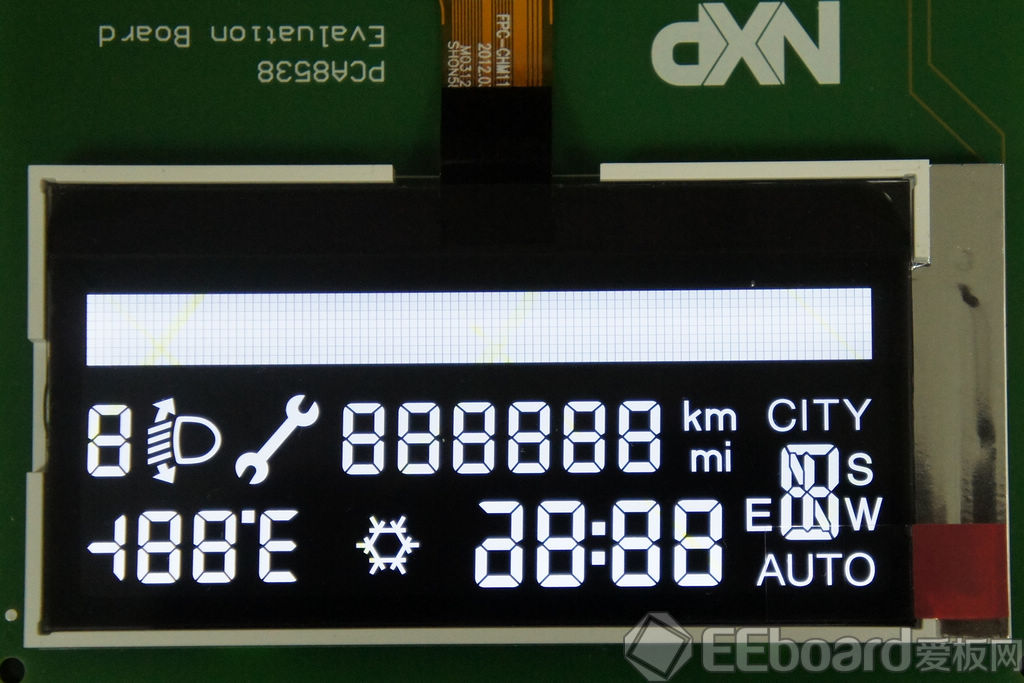 PCA8538
Evaluation Board
NXP
FPC-CHM11
2012.0
M0312
888888 km
mi
CITY
8
N
S
E
W
-188°E
28:88
AUTO
EEboard爱板网